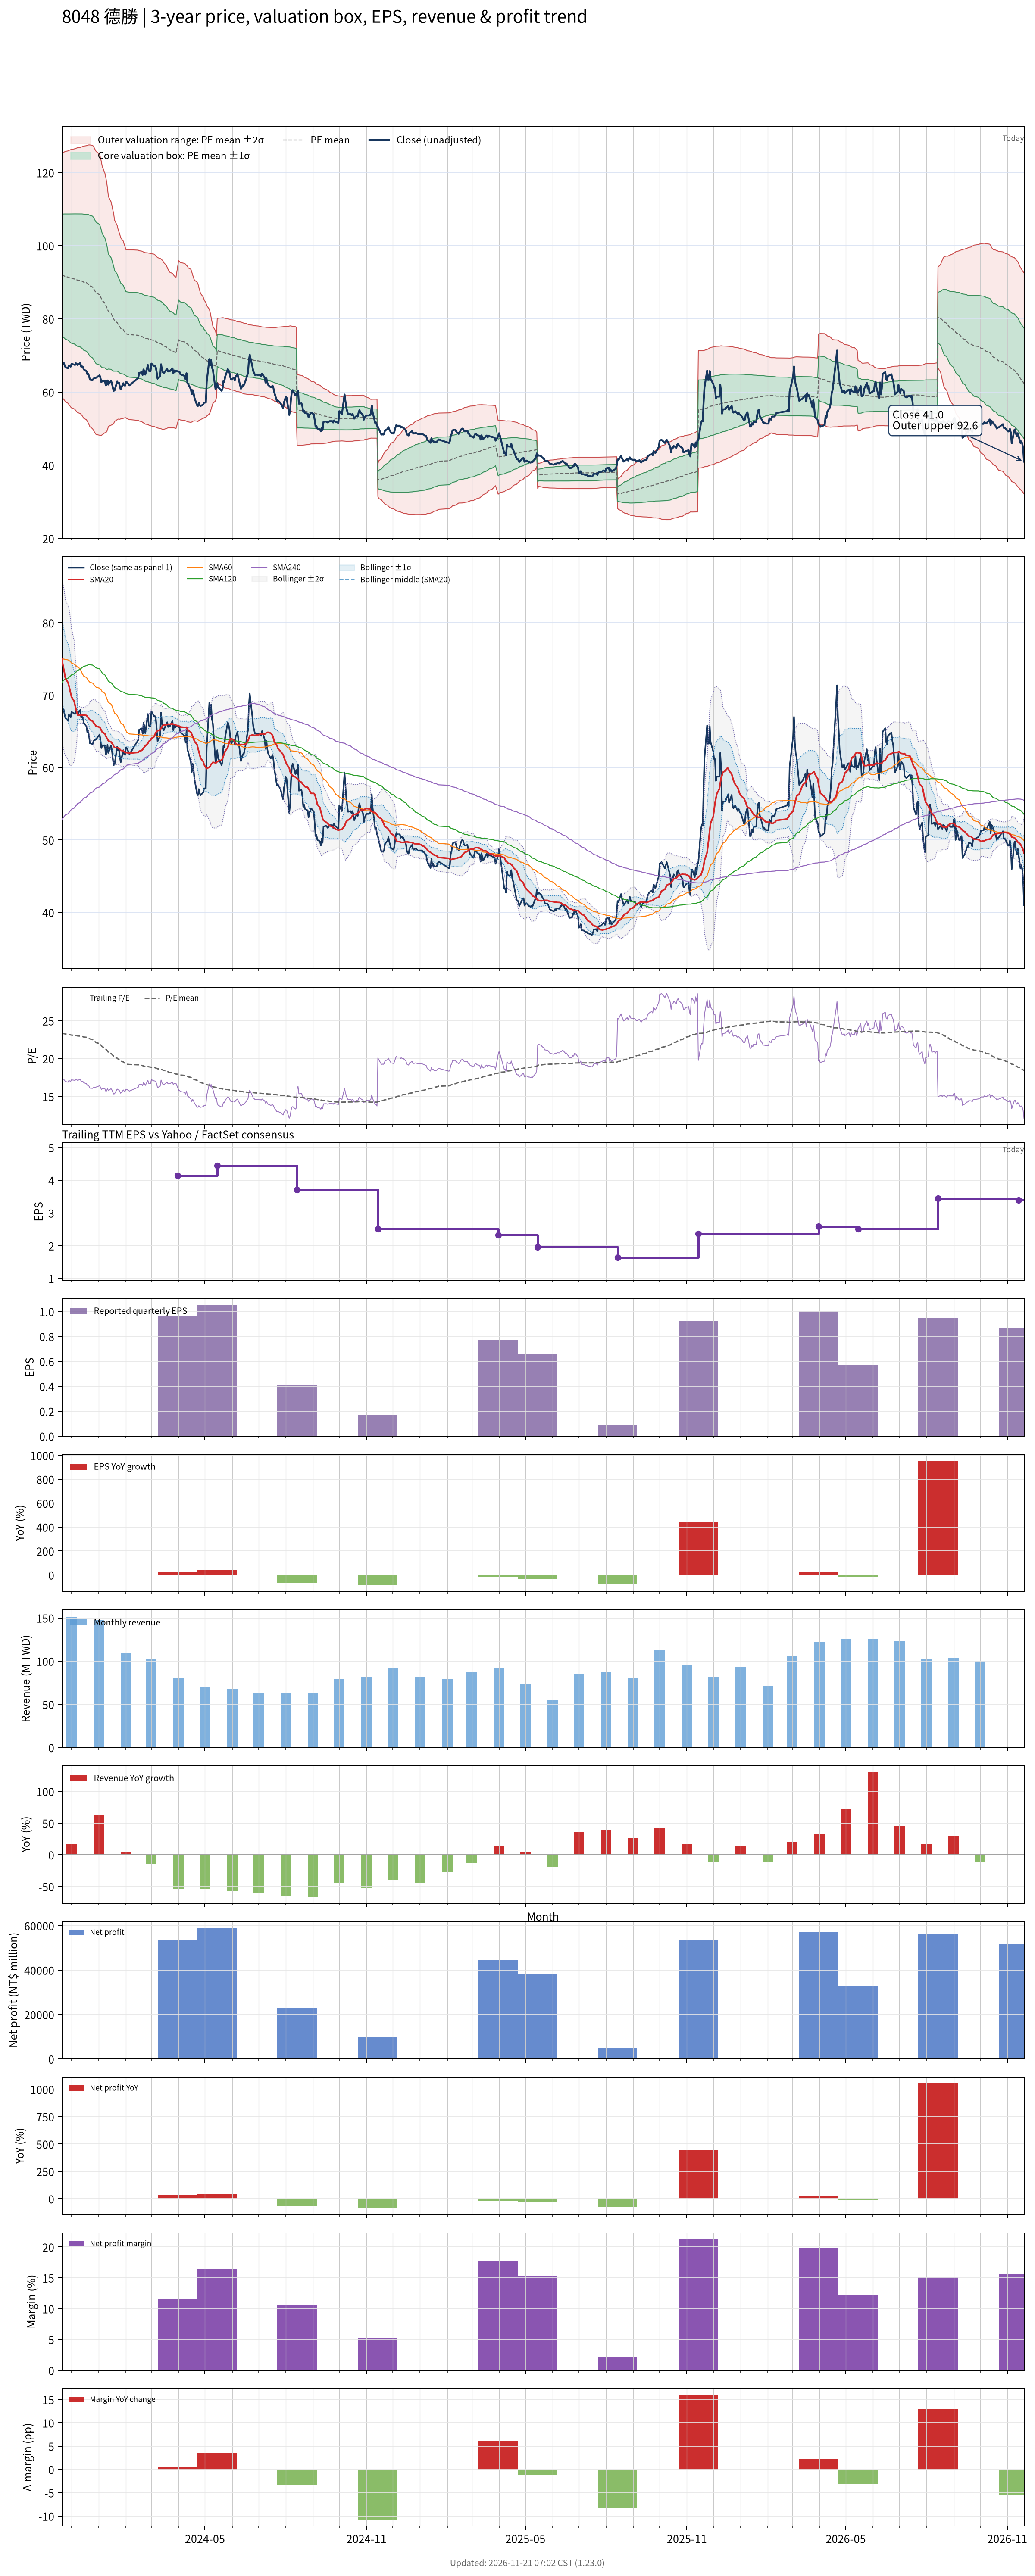 8048 德勝 | 3-year price, valuation box, EPS, revenue & profit trend
Outer valuation range: PE mean ±2σ
Core valuation box: PE mean ±1σ
PE mean
Close (unadjusted)
Today
Price (TWD)
120
100
80
60
40
20
Close 41.0
Outer upper 92.6
Close (same as panel 1)
SMA20
SMA60
SMA120
SMA240
Bollinger ±2σ
Bollinger ±1σ
Bollinger middle (SMA20)
Price
80
70
60
50
40
Trailing P/E
P/E mean
P/E
25
20
15
Trailing TTM EPS vs Yahoo / FactSet consensus
Today
EPS
5
4
3
2
1
Reported quarterly EPS
EPS
1.0
0.8
0.6
0.4
0.2
0.0
EPS YoY growth
YoY (%)
1000
800
600
400
200
0
Monthly revenue
Revenue (M TWD)
150
100
50
0
Revenue YoY growth
YoY (%)
100
50
0
-50
Month
Net profit
Net profit (NT$ million)
60000
40000
20000
0
Net profit YoY
YoY (%)
1000
750
500
250
0
Net profit margin
Margin (%)
20
15
10
5
0
Margin YoY change
Δ margin (pp)
15
10
5
0
-5
-10
2024-05
2024-11
2025-05
2025-11
2026-05
2026-11
Updated: 2026-11-21 07:02 CST (1.23.0)